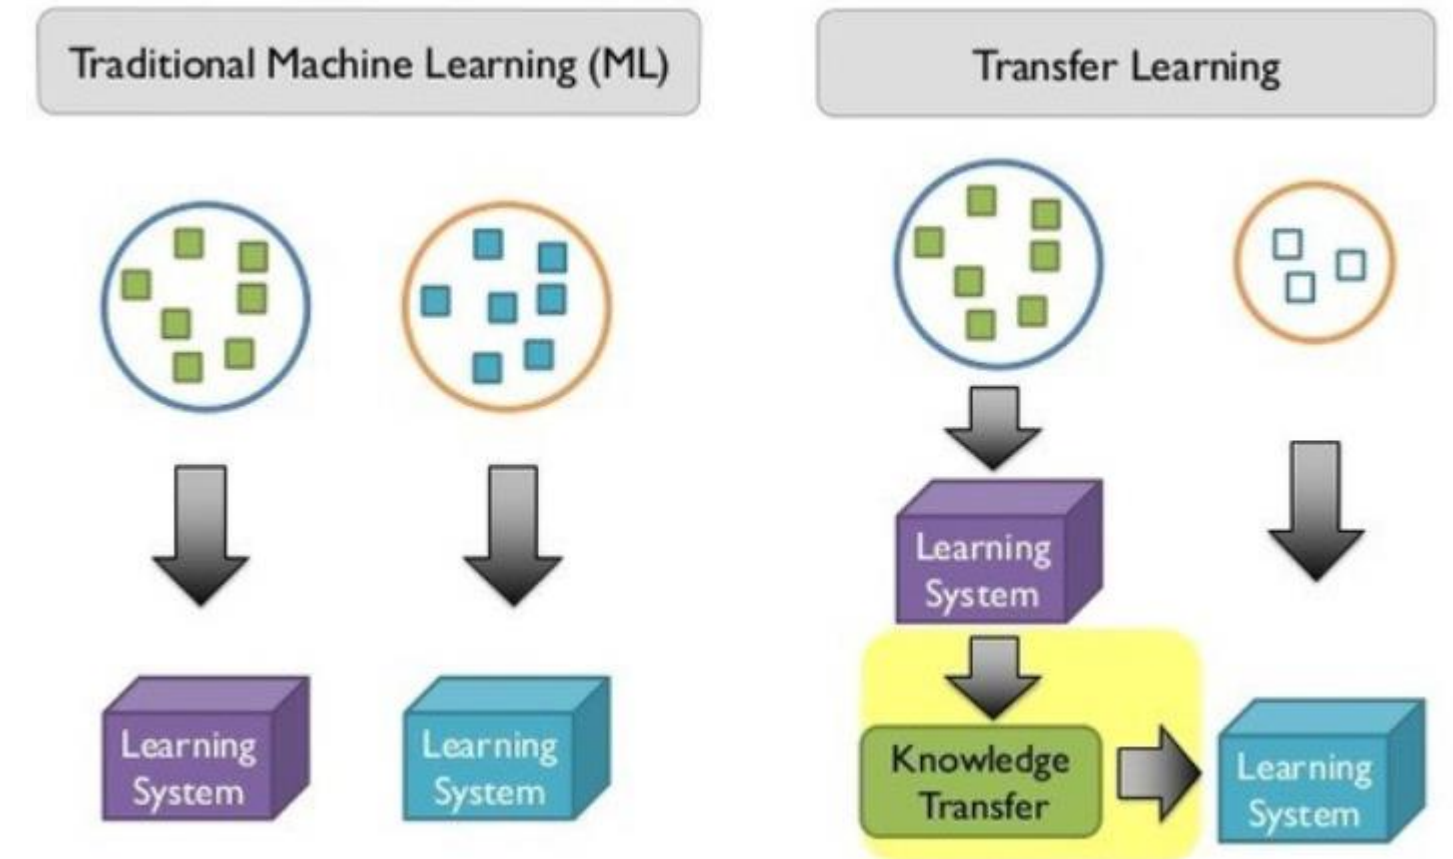 Traditional Machine Learning (ML)
Transfer Learning
Learning
System
Learning
System
Learning
System
Knowledge
Transfer
Learning
System